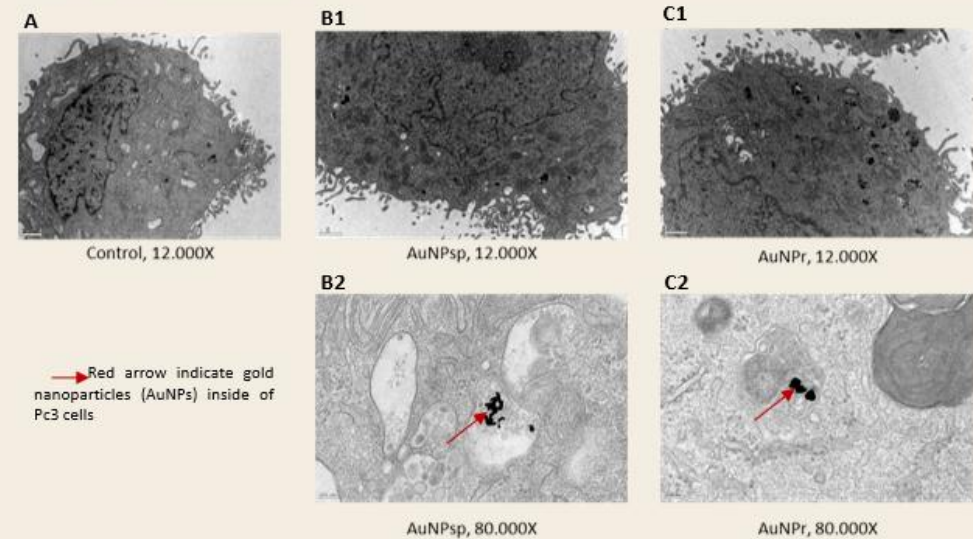 A
B1
C1
Control, 12.000X
AuNPsp, 12.000X
AuNPr, 12.000X
B2
C2
Red arrow indicate gold
nanoparticles (AuNPs) inside of
Pc3 cells
AuNPsp, 80.000X
AuNPr, 80.000X